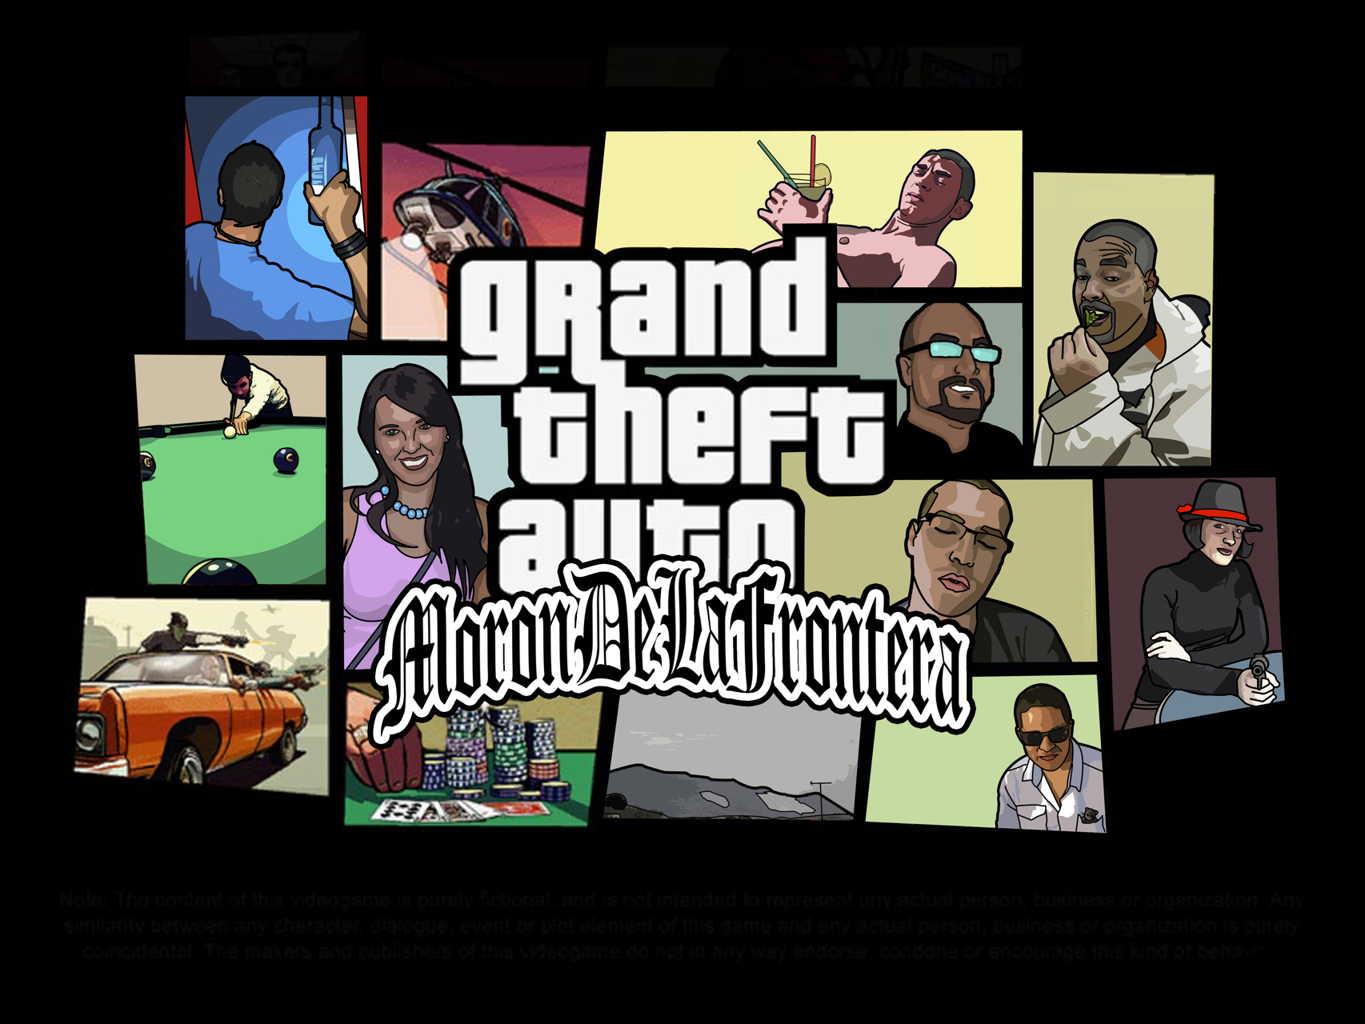 grand
theft
auto
MoronDeLaFrontera
Note: The content of this videogame is purely fictional, and is not intended to represent any actual person, business or organization. Any
similarity between any character, dialogue, event or plot element of this game and any actual person, business or organization is purely
coincidental. The makers and publishers of this videogame do not in any way endorse, condone or encourage this kind of behavior.